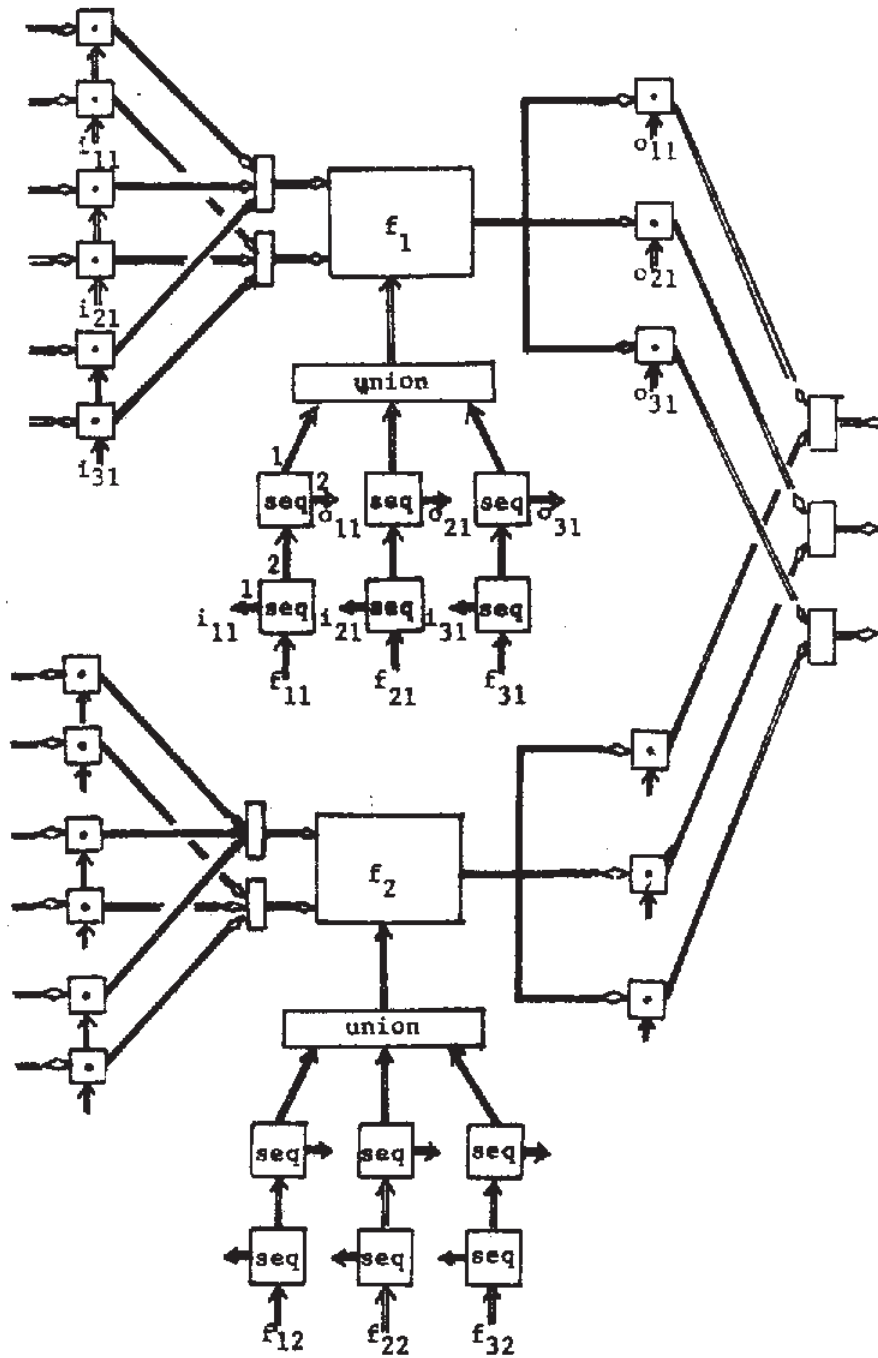 i11
o11
f1
o21
i21
union
o31
i31
1
2
seq seq seq
o11 o21 o31
2
1
seq seq seq
i11 i21 i31
f11 f21 f31
f2
union
seq seq seq
seq seq seq
f12 f22 f32